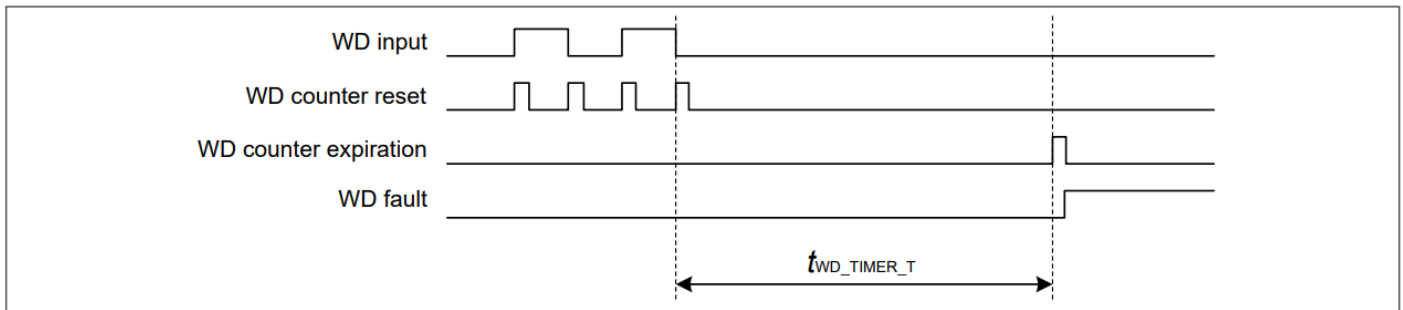 WD input
WD counter reset
WD counter expiration
WD fault
tWD_TIMER_T